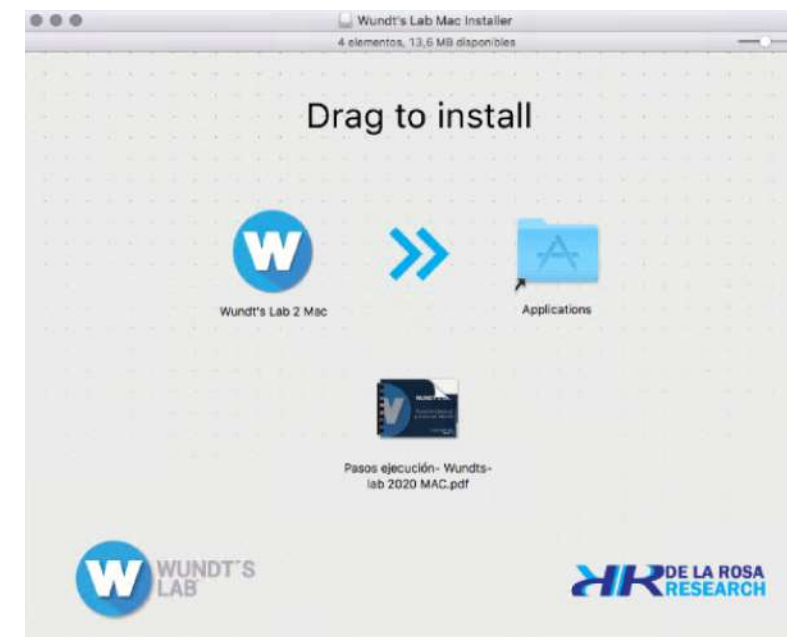 Wundt's Lab Mac Installer
4 elementos, 13,6 MB disponibles
Drag to install
W
Wundt's Lab 2 Mac
Applications
Pasos ejecución- Wundts-
lab 2020 MAC.pdf
W
WUNDT´S
LAB
DE LA ROSA
RESEARCH